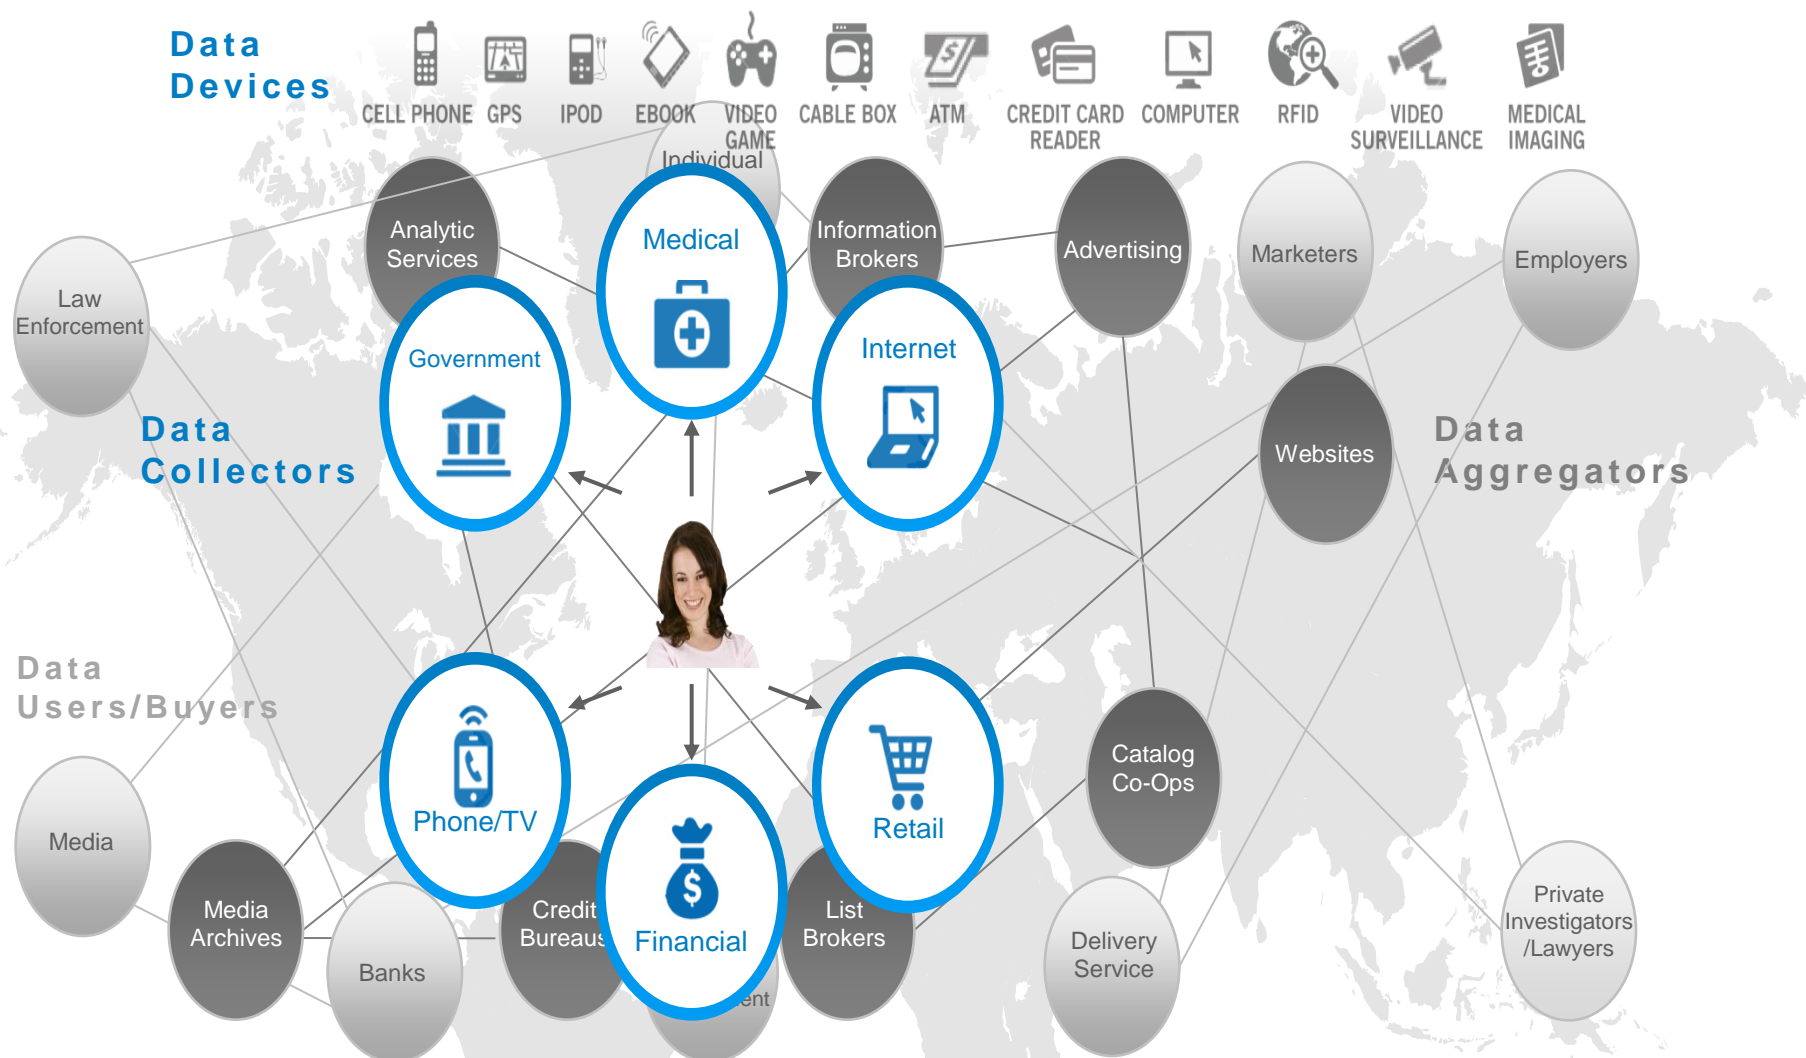 Data
Devices
CELL PHONE
GPS
IPOD
EBOOK
VIDEO
GAME
CABLE BOX
ATM
CREDIT CARD
READER
COMPUTER
RFID
VIDEO
SURVEILLANCE
MEDICAL
IMAGING
Individual
Analytic
Services
Medical
Information
Brokers
Advertising
Marketers
Employers
Law
Enforcement
Government
Internet
Data
Collectors
Websites
Data
Aggregators
Data
Users/Buyers
Phone/TV
Retail
Catalog
Co-Ops
Media
Media
Archives
Banks
Credit
Bureaus
$
Financial
List
Brokers
Delivery
Service
Private
Investigators
/Lawyers